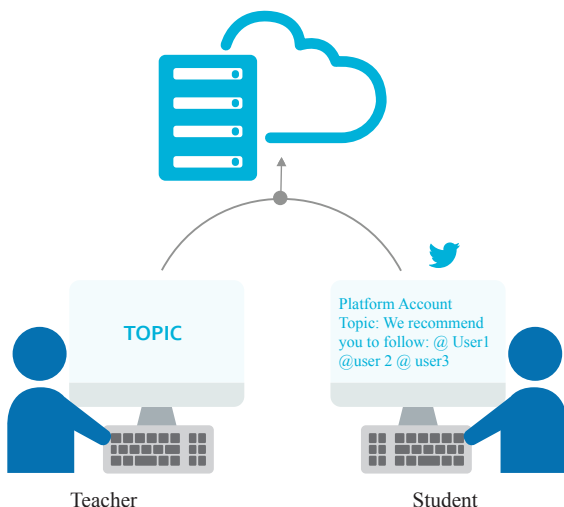 TOPIC
Platform Account
Topic: We recommend
you to follow: @ User1
@user 2 @ user3
Teacher
Student